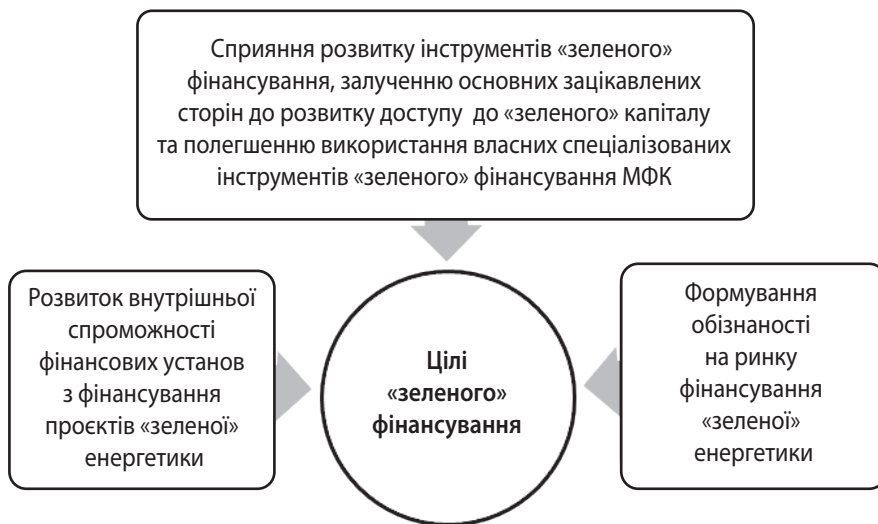 Сприяння розвитку інструментів «зеленого»
фінансування, залученню основних зацікавлених
сторін до розвитку доступу до «зеленого» капіталу
та полегшенню використання власних спеціалізованих
інструментів «зеленого» фінансування МФК
Розвиток внутрішньої
спроможності
фінансових установ
з фінансування
проєктів «зеленої»
енергетики
Цілі
«зеленого»
фінансування
Формування
обізнаності
на ринку
фінансування
«зеленої»
енергетики